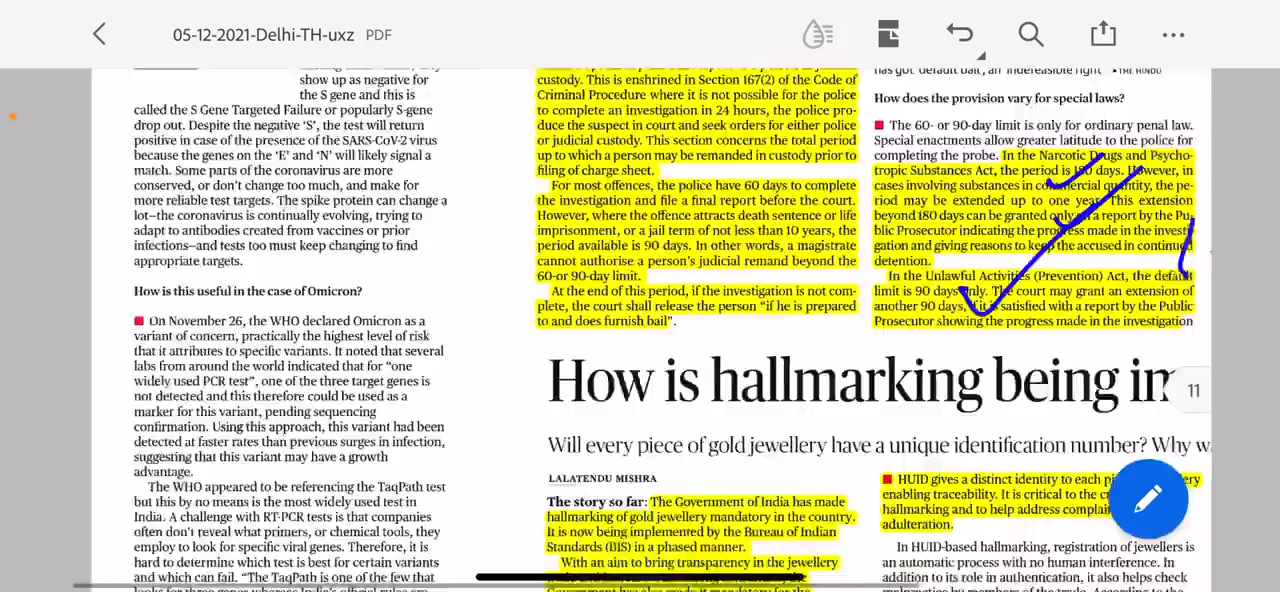 05-12-2021-Delhi-TH-uxz PDF
show up as negative for
the S gene and this is
called the S Gene Targeted Failure or popularly S-gene
drop out. Despite the negative ‘S’, the test will return
positive in case of the presence of the SARS-CoV-2 virus
because the genes on the ‘E’ and ‘N’ will likely signal a
match. Some parts of the coronavirus are more
conserved, or don't change too much, and make for
more reliable test targets. The spike protein can change a
lot—the coronavirus is continually evolving, trying to
adapt to antibodies created from vaccines or prior
infections—and tests too must keep changing to find
appropriate targets.
How is this useful in the case of Omicron?
On November 26, the WHO declared Omicron as a
variant of concern, practically the highest level of risk
that it attributes to specific variants. It noted that several
labs from around the world indicated that for “one
widely used PCR test”, one of the three target genes is
not detected and this therefore could be used as a
marker for this variant, pending sequencing
confirmation. Using this approach, this variant had been
detected at faster rates than previous surges in infection,
suggesting that this variant may have a growth
advantage.
The WHO appeared to be referencing the TaqPath test
but this by no means is the most widely used test in
India. A challenge with RT-PCR tests is that companies
often don't reveal what primers, or chemical tools, they
employ to look for specific viral genes. Therefore, it is
hard to determine which test is best for certain variants
and which can fail. “The TaqPath is one of the few that
custody. This is enshrined in Section 167(2) of the Code of
Criminal Procedure where it is not possible for the police
to complete an investigation in 24 hours, the police pro-
duce the suspect in court and seek orders for either police
or judicial custody. This section concerns the total period
up to which a person may be remanded in custody prior to
filing of charge sheet.
For most offences, the police have 60 days to complete
the investigation and file a final report before the court.
However, where the offence attracts death sentence or life
imprisonment, or a jail term of not less than 10 years, the
period available is 90 days. In other words, a magistrate
cannot authorise a person's judicial remand beyond the
60-or 90-day limit.
At the end of this period, if the investigation is not com-
plete, the court shall release the person “if he is prepared
to and does furnish bail”.
has got ‘default bail’, an indefeasible right • THE HINDU
How does the provision vary for special laws?
The 60- or 90-day limit is only for ordinary penal law.
Special enactments allow greater latitude to the police for
completing the probe. In the Narcotic Drugs and Psycho-
tropic Substances Act, the period is 180 days. However, in
cases involving substances in commercial quantity, the pe-
riod may be extended up to one year. This extension
beyond 180 days can be granted only on a report by the Pu-
blic Prosecutor indicating the progress made in the investi-
gation and giving reasons to keep the accused in continued
detention.
In the Unlawful Activities (Prevention) Act, the default
limit is 90 days only. The court may grant an extension of
another 90 days, if it is satisfied with a report by the Public
Prosecutor showing the progress made in the investigation
How is hallmarking being im
11
Will every piece of gold jewellery have a unique identification number? Why w
LALATENDU MISHRA
The story so far: The Government of India has made
hallmarking of gold jewellery mandatory in the country.
It is now being implemented by the Bureau of Indian
Standards (BIS) in a phased manner.
With an aim to bring transparency in the jewellery
HUID gives a distinct identity to each
enabling traceability. It is critical to the
hallmarking and to help address
adulteration.
In HUID-based hallmarking, registration of jewellers is
an automatic process with no human interference. In
addition to its role in authentication, it also helps check